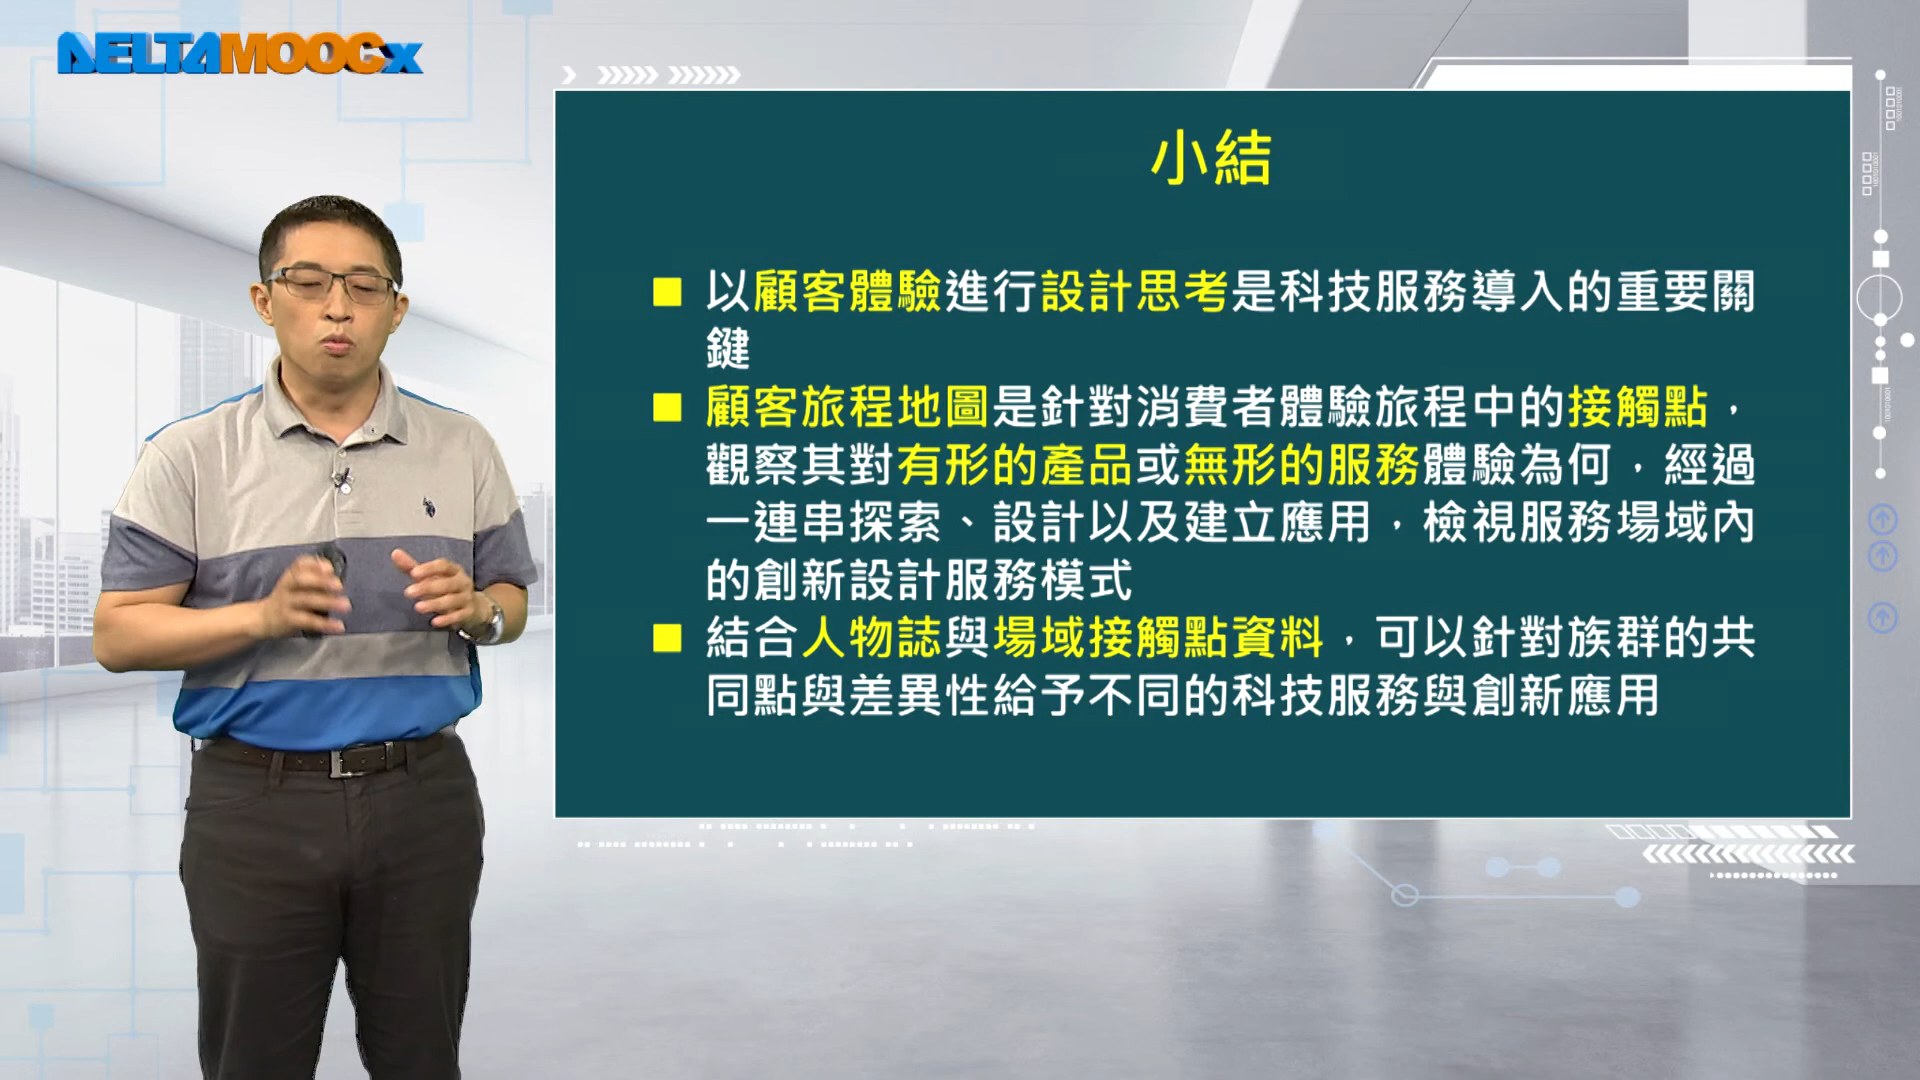 DELTAMOOCx
小結
以顧客體驗進行設計思考是科技服務導入的重要關
鍵
顧客旅程地圖是針對消費者體驗旅程中的接觸點，
觀察其對有形的產品或無形的服務體驗為何，經過
一連串探索、設計以及建立應用，檢視服務場域內
的創新設計服務模式
結合人物誌與場域接觸點資料，可以針對族群的共
同點與差異性給予不同的科技服務與創新應用